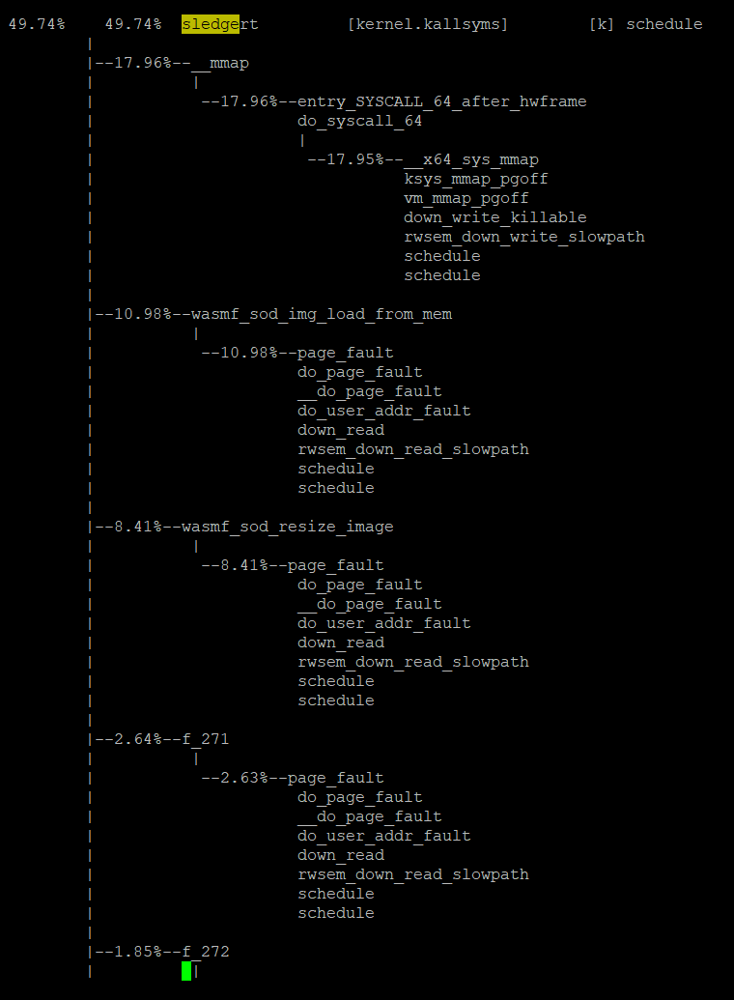 49.74% 49.74% sledgert [kernel.kallsyms] [k] schedule
|
|--17.96%--__mmap
| |
| --17.96%--entry_SYSCALL_64_after_hwframe
| do_syscall_64
| |
| --17.95%--__x64_sys_mmap
| ksys_mmap_pgoff
| vm_mmap_pgoff
| down_write_killable
| rwsem_down_write_slowpath
| schedule
| schedule
|
|--10.98%--wasmf_sod_img_load_from_mem
| |
| --10.98%--page_fault
| do_page_fault
| __do_page_fault
| do_user_addr_fault
| down_read
| rwsem_down_read_slowpath
| schedule
| schedule
|
|--8.41%--wasmf_sod_resize_image
| |
| --8.41%--page_fault
| do_page_fault
| __do_page_fault
| do_user_addr_fault
| down_read
| rwsem_down_read_slowpath
| schedule
| schedule
|
|--2.64%--f_271
| |
| --2.63%--page_fault
| do_page_fault
| __do_page_fault
| do_user_addr_fault
| down_read
| rwsem_down_read_slowpath
| schedule
| schedule
|
|--1.85%--f_272
| |